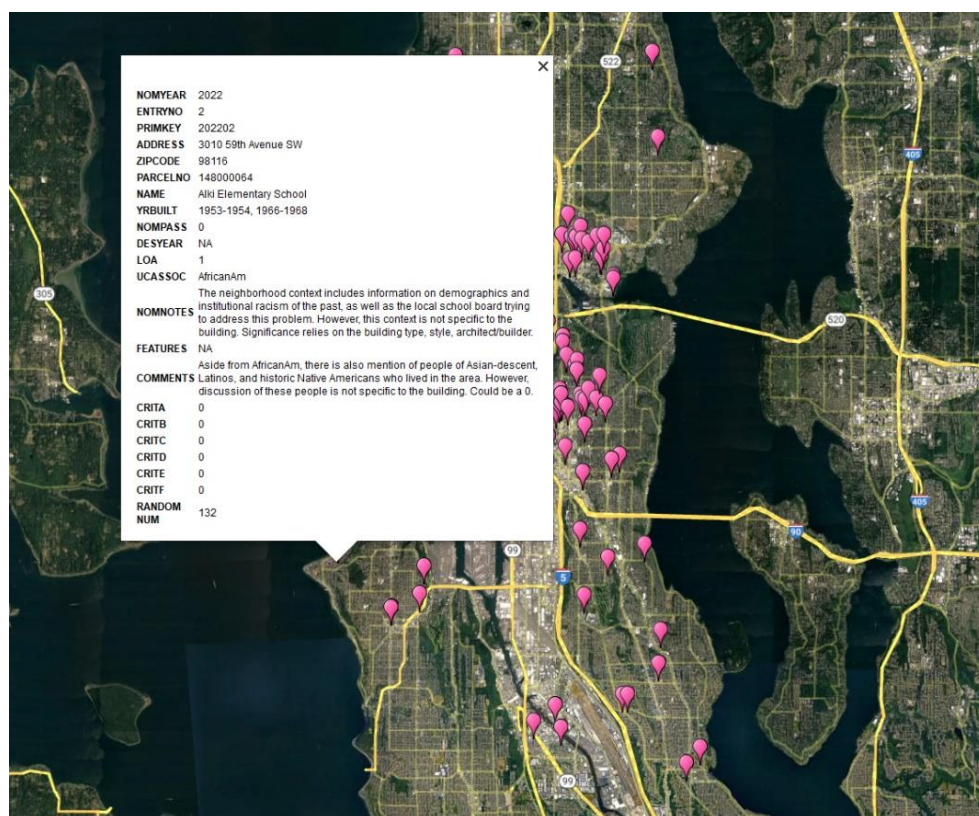 ×
NOMYEAR 2022
ENTRYNO 2
PRIMKEY 202202
ADDRESS 3010 59th Avenue SW
ZIPCODE 98116
PARCELNO 148000064
NAME Alki Elementary School
YRBUILT 1953-1954, 1966-1968
NOMPASS 0
DESYEAR NA
LOA 1
UCASSOC AfricanAm
NOMNOTES The neighborhood context includes information on demographics and
institutional racism of the past, as well as the local school board trying
to address this problem. However, this context is not specific to the
building. Significance relies on the building type, style, architect/builder.
FEATURES NA
COMMENTS Aside from AfricanAm, there is also mention of people of Asian-descent,
Latinos, and historic Native Americans who lived in the area. However,
discussion of these people is not specific to the building. Could be a 0.
CRITA 0
CRITB 0
CRITC 0
CRITD 0
CRITE 0
CRITF 0
RANDOM
NUM 132
522
405
305
520
405
90
99
5
99